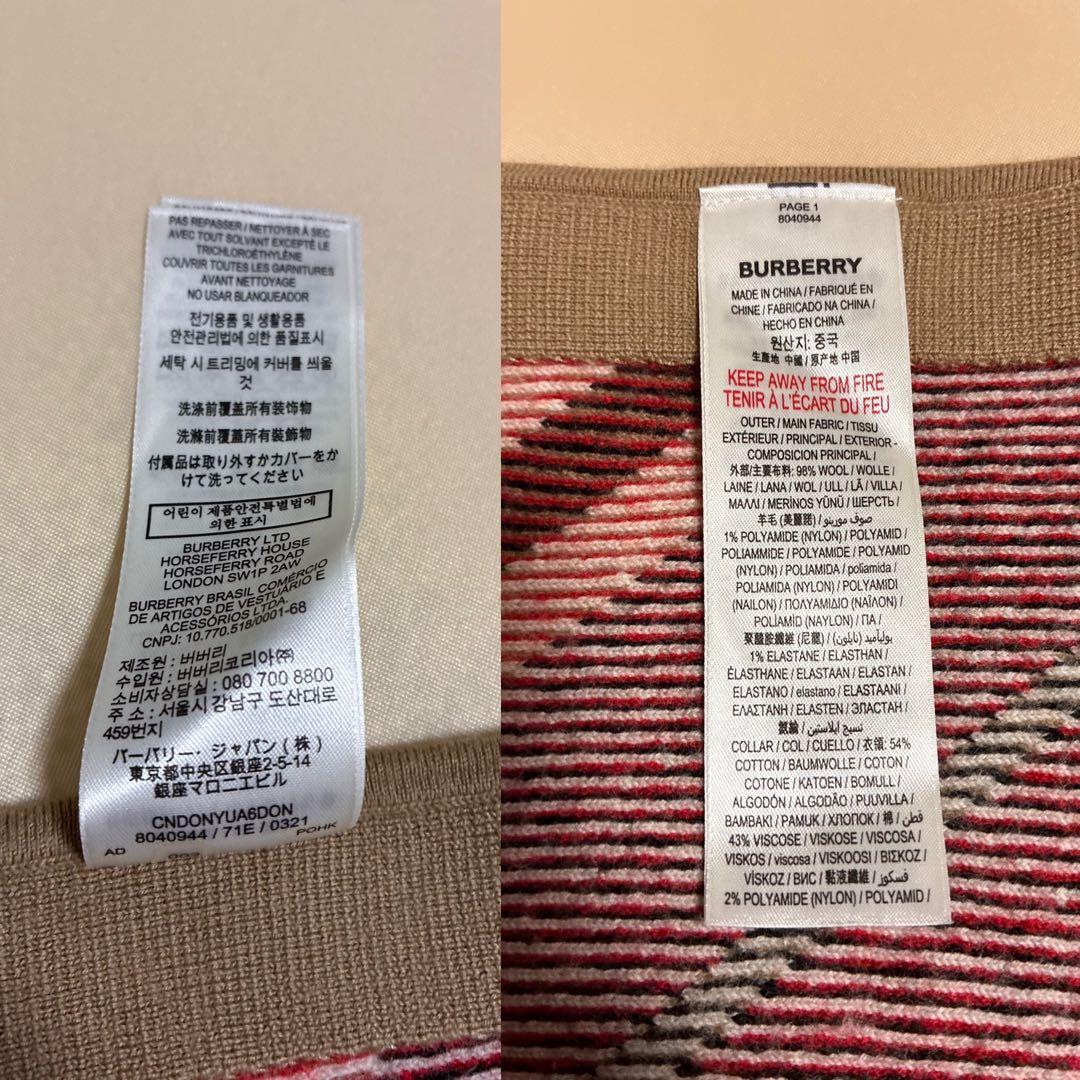 PAS REPASSER / NETTOYER À SEC
AVEC TOUT SOLVANT EXCEPTÉ LE
TRICHLOROÉTHYLÈNE
COUVRIR TOUTES LES GARNITURES
AVANT NETTOYAGE
NO USAR BLANQUEADOR
전기용품 및 생활용품
안전관리법에 의한 품질표시
세탁 시 트리밍에 커버를 씌울
것
洗涤前覆盖所有装饰物
洗滌前覆蓋所有裝飾物
付属品は取り外すかカバーをか
けて洗ってください
어린이 제품안전특별법에
의한 표시
BURBERRY LTD
HORSEFERRY HOUSE
HORSEFERRY ROAD
LONDON SW1P 2AW
BURBERRY BRASIL COMÉRCIO
DE ARTIGOS DE VESTUÁRIO E
ACESSÓRIOS LTDA.
CNPJ: 10.770.518/0001-68
제조원 : 버버리
수입원 : 버버리코리아㈜
소비자상담실 : 080 700 8800
주 소 : 서울시 강남구 도산대로
459번지
バーバリー・ジャパン ( 株 )
東京都中央区銀座2-5-14
銀座マロニエビル
CNDONYUA6DON
8040944 / 71E / 0321
AD
POHK
PAGE 1
8040944
BURBERRY
MADE IN CHINA / FABRIQUÉ EN
CHINE / FABRICADO NA CHINA /
HECHO EN CHINA
원산지: 중국
生產地 中國 / 原产地 中国
KEEP AWAY FROM FIRE
TENIR À L'ÉCART DU FEU
OUTER / MAIN FABRIC / TISSU
EXTÉRIEUR / PRINCIPAL / EXTERIOR -
COMPOSICION PRINCIPAL /
外部/主要布料: 98% WOOL / WOLLE /
LAINE / LANA / WOL / ULL / LÃ / VILLA /
ΜΑΛΛΙ / MERİNOS YÜNÜ / ШЕРСТЬ /
羊毛 (美麗諾) / صوف مورينو /
1% POLYAMIDE (NYLON) / POLYAMID /
POLIAMMIDE / POLYAMIDE / POLYAMID
(NYLON) / POLIAMIDA / poliamida /
POLYAMID (NYLON) / POLYAMIDI
(NAILON) / ΠΟΛΥΑΜΙΔΙΟ (ΝΑΪΛΟΝ) /
POLİAMİD (NAYLON) / ПА /
聚醯胺纖維 (尼龍) / بوليأميد (نايلون) /
1% ELASTANE / ELASTHAN /
ÉLASTHANE / ELASTAN / ELASTAN /
ELASTANO / elastano / ELASTAANI /
ΕΛΑΣΤΑΝΗ / ELASTEN / ЭЛАСТАН /
氨綸 / نسيج إيلاستين /
COLLAR / COL / CUELLO / 衣領: 54%
COTTON / BAUMWOLLE / COTON /
COTONE / KATOEN / BOMULL /
ALGODÓN / ALGODÃO / PUUVILLA /
ΒΑΜΒΑΚΙ / PAMUK / ХЛОПОК / 棉 / قطن /
43% VISCOSE / VISKOSE / VISCOSA /
VISKOS / viscosa / VISKOOSI / ΒΙΣΚΟΖ /
VİSKOZ / ВИС / 黏液纖維 / فسكوز /
2% POLYAMIDE (NYLON) / POLYAMID /